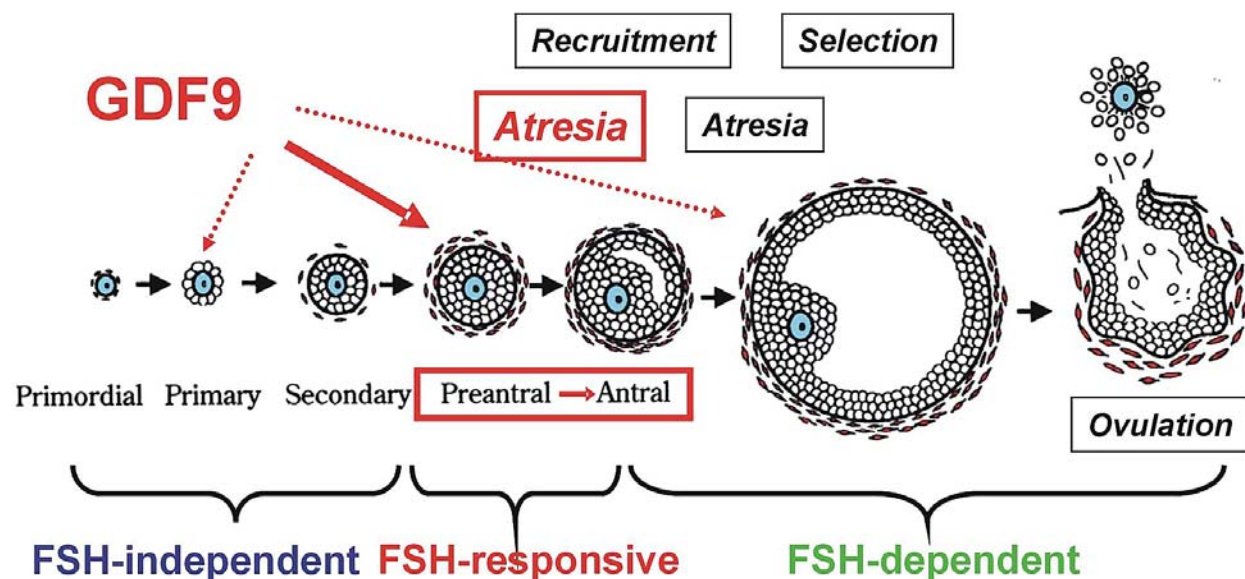 Recruitment
Selection
GDF9
Atresia
Atresia
Primordial
Primary
Secondary
Preantral
Antral
Ovulation
FSH-independent
FSH-responsive
FSH-dependent